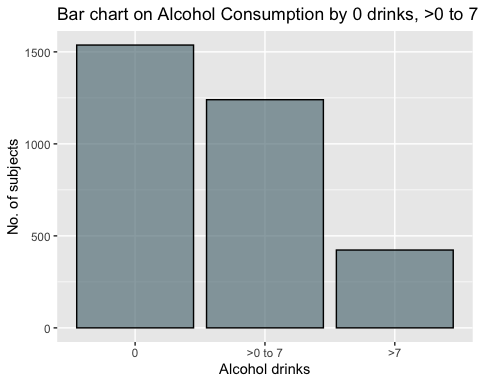 Bar chart on Alcohol Consumption by 0 drinks, >0 to 7
1500
1000
500
0
No. of subjects
0 >0 to 7 >7
Alcohol drinks